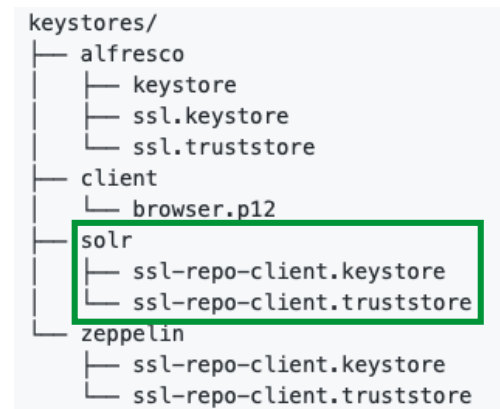 keystores/
├── alfresco
│   ├── keystore
│   ├── ssl.keystore
│   └── ssl.truststore
├── client
│   └── browser.p12
├── solr
│   ├── ssl-repo-client.keystore
│   └── ssl-repo-client.truststore
└── zeppelin
    ├── ssl-repo-client.keystore
    └── ssl-repo-client.truststore